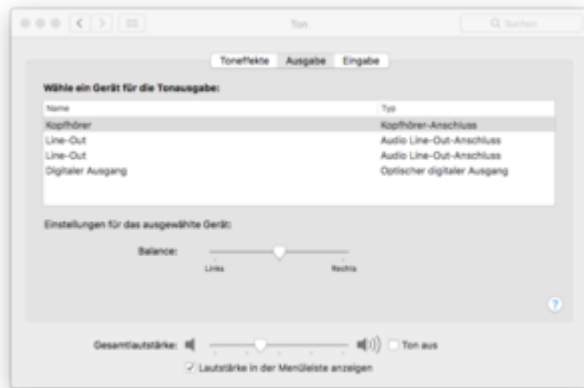 Ton
Suchen
Toneffekte Ausgabe Eingabe
Wähle ein Gerät für die Tonausgabe:
Name Typ
Kopfhörer Kopfhörer-Anschluss
Line-Out Audio Line-Out-Anschluss
Line-Out Audio Line-Out-Anschluss
Digitaler Ausgang Optischer digitaler Ausgang
Einstellungen für das ausgewählte Gerät:
Balance:
Links Rechts
?
Gesamtlautstärke: Ton aus
Lautstärke in der Menüleiste anzeigen